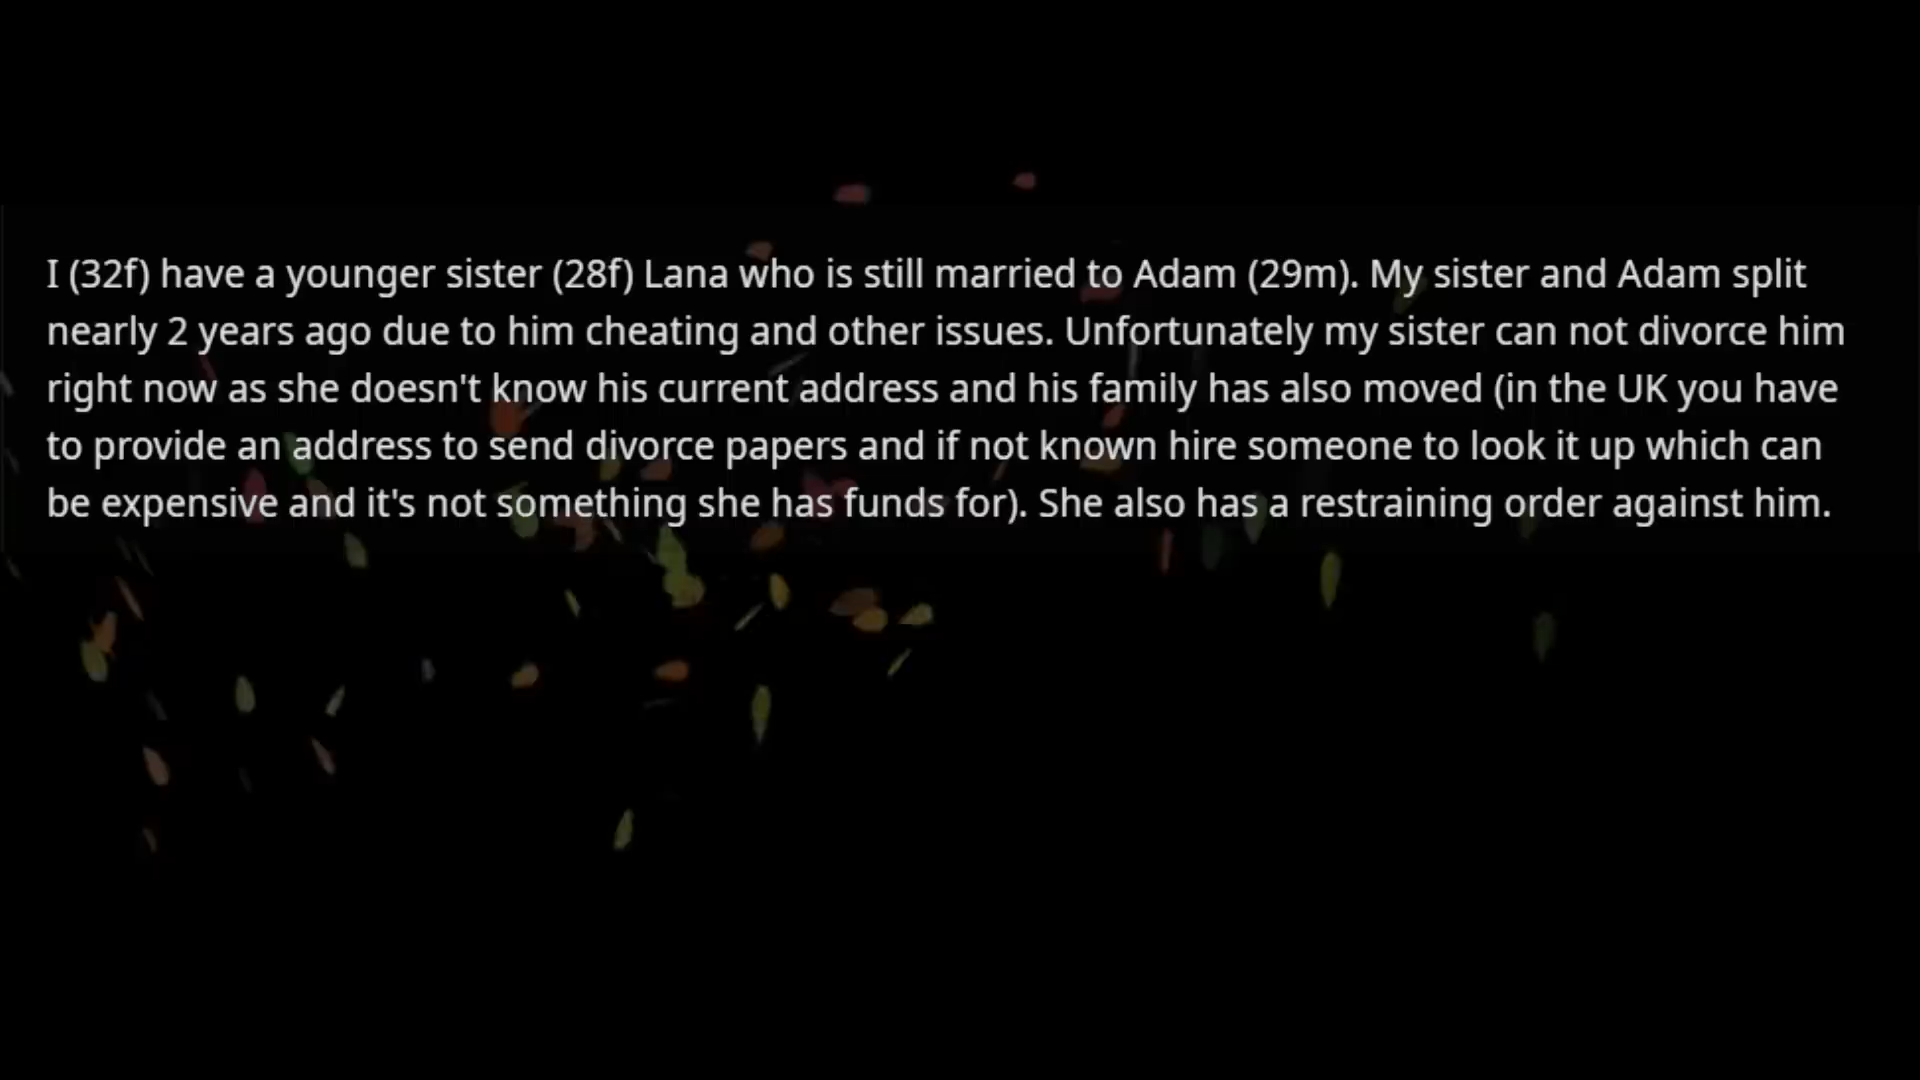 I (32f) have a younger sister (28f) Lana who is still married to Adam (29m). My sister and Adam split
nearly 2 years ago due to him cheating and other issues. Unfortunately my sister can not divorce him
right now as she doesn't know his current address and his family has also moved (in the UK you have
to provide an address to send divorce papers and if not known hire someone to look it up which can
be expensive and it's not something she has funds for). She also has a restraining order against him.